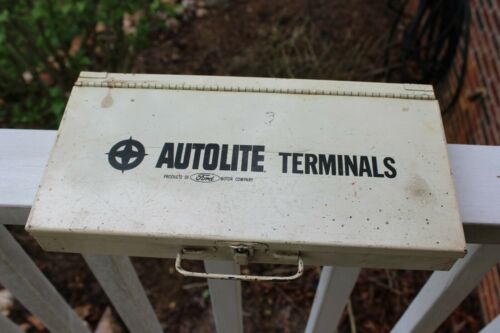 AUTOLITE TERMINALS
PRODUCTS OF Ford MOTOR COMPANY